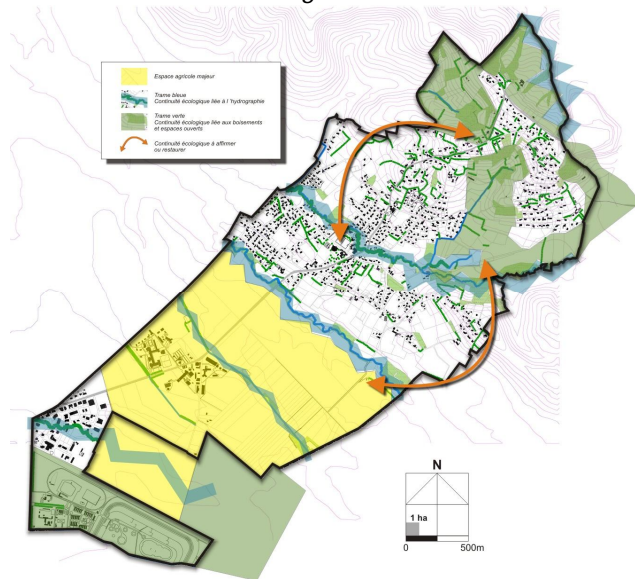 Espace agricole majeur
Trame bleue
Continuité écologique liée à l 'hydrographie
Trame verte
Continuité écologique liée aux boisements
et espaces ouverts
Continuité écologique à affirmer
ou restaurer
N
1 ha
0 500m